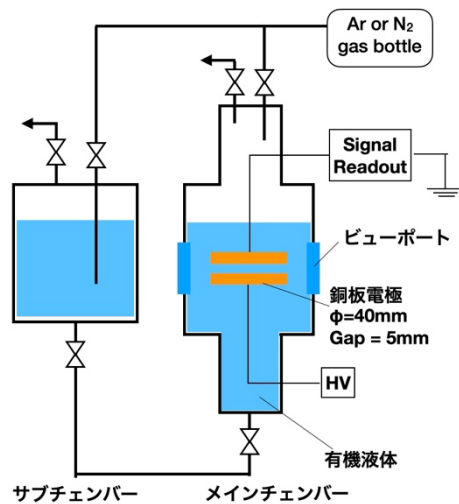 Ar or N₂
gas bottle
Signal
Readout
ビューポート
銅板電極
φ=40mm
Gap = 5mm
HV
有機液体
サブチェンバー
メインチェンバー